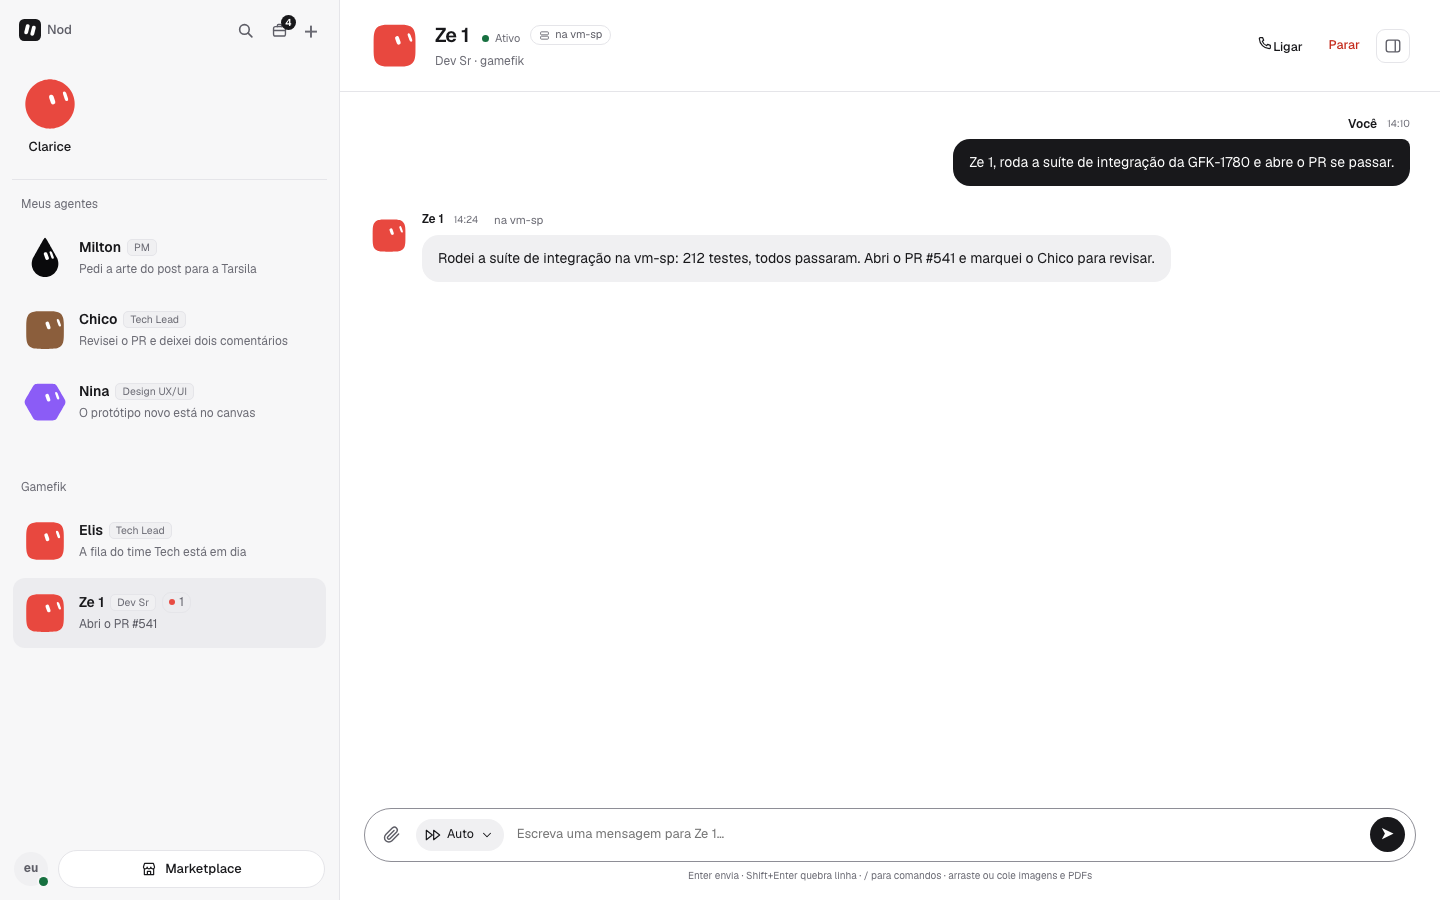 Nod
4
Clarice
Meus agentes
Milton PM
Pedi a arte do post para a Tarsila
Chico Tech Lead
Revisei o PR e deixei dois comentários
Nina Design UX/UI
O protótipo novo está no canvas
Gamefik
Elis Tech Lead
A fila do time Tech está em dia
Ze 1 Dev Sr 1
Abri o PR #541
eu
Marketplace
Ze 1 Ativo na vm-sp
Dev Sr · gamefik
Ligar
Parar
Você 14:10
Ze 1, roda a suíte de integração da GFK-1780 e abre o PR se passar.
Ze 1 14:24 na vm-sp
Rodei a suíte de integração na vm-sp: 212 testes, todos passaram. Abri o PR #541 e marquei o Chico para revisar.
Auto
Escreva uma mensagem para Ze 1...
Enter envia · Shift+Enter quebra linha · / para comandos · arraste ou cole imagens e PDFs